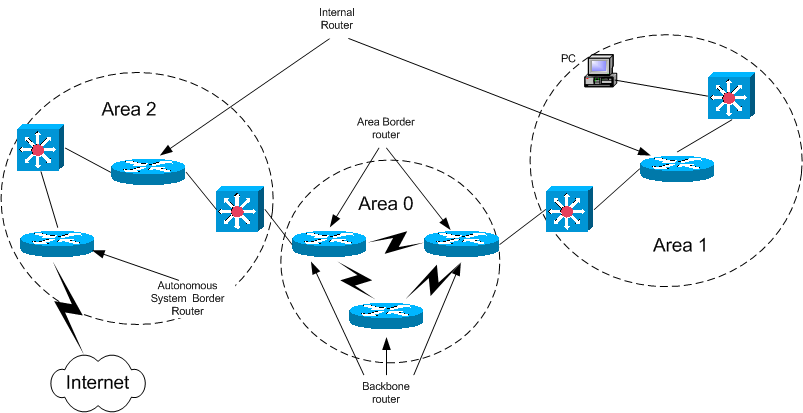 Internal
Router
PC
Area 1
Area 2
Area Border
router
Area 0
Autonomous
System Border
Router
Internet
Backbone
router